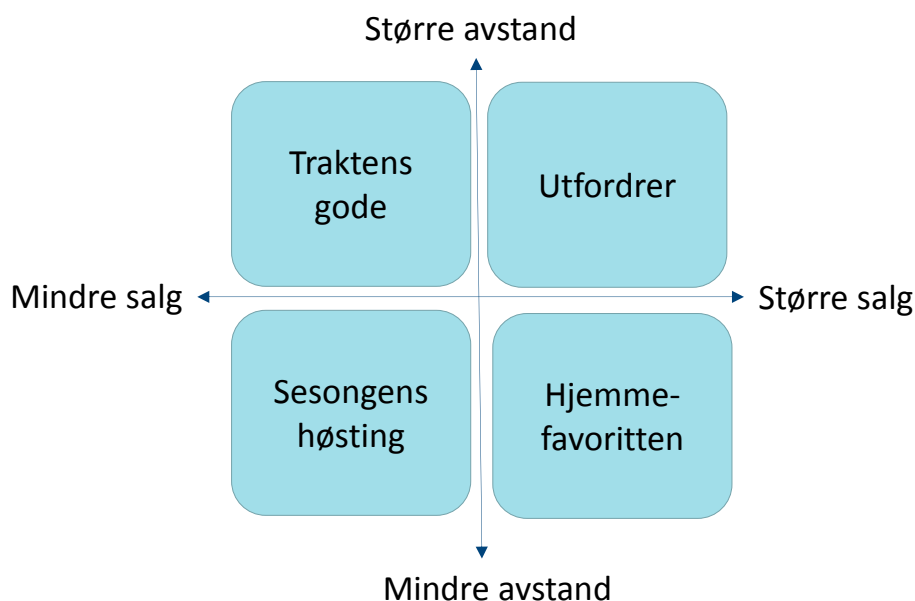 Større avstand
Traktens
gode
Utfordrer
Mindre salg
Større salg
Sesongens
høsting
Hjemme-
favoritten
Mindre avstand